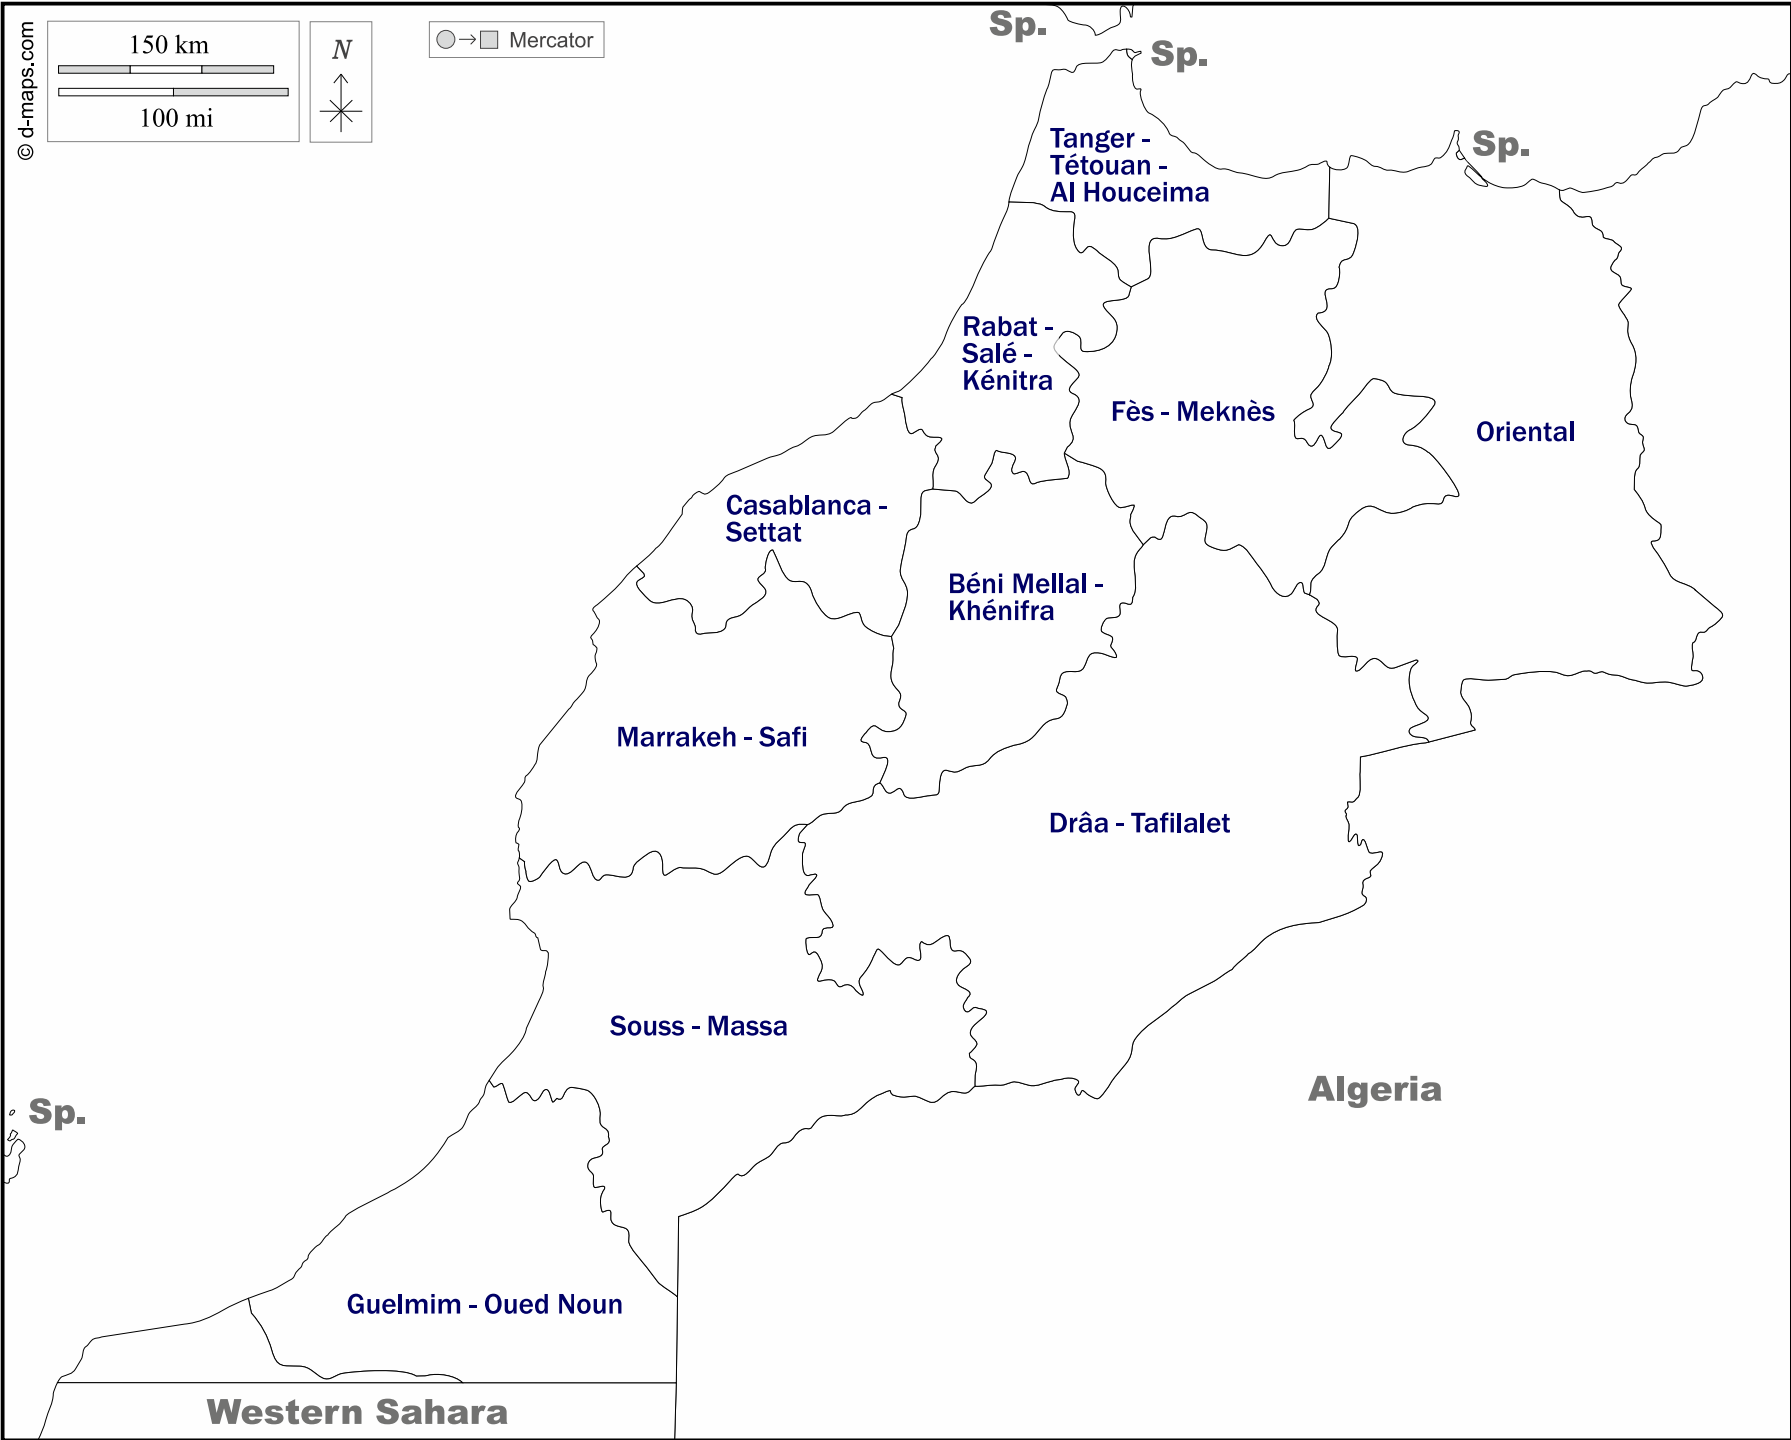 © d-maps.com
150 km
100 mi
N
Mercator
Sp.
Sp.
Sp.
Tanger -
Tétouan -
Al Houceima
Rabat -
Salé -
Kénitra
Fès - Meknès
Oriental
Casablanca -
Settat
Béni Mellal -
Khénifra
Marrakeh - Safi
Drâa - Tafilalet
Souss - Massa
Algeria
Sp.
Guelmim - Oued Noun
Western Sahara